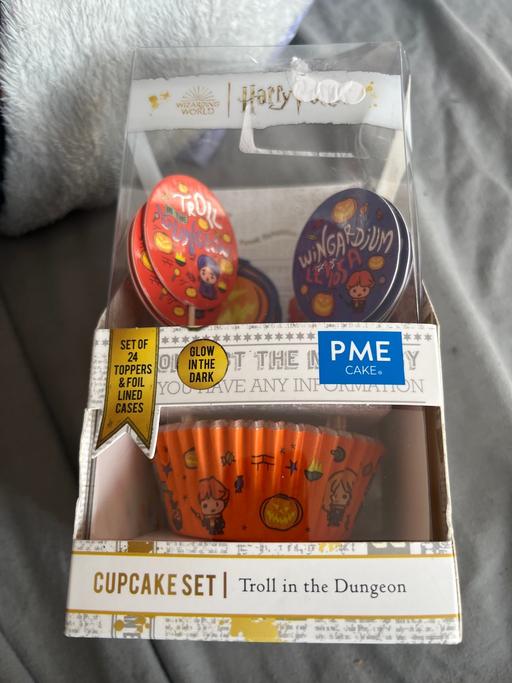 WIZARDING
WORLD
Harry
TROLL
IN THE
DUNGEON
WINGARDIUM
LEVIOSA
SET OF
24
TOPPERS
& FOIL
LINED
CASES
GLOW
IN THE
DARK
THE
PME
CAKE®
YOU HAVE ANY INFORMATION
CUPCAKE SET | Troll in the Dungeon